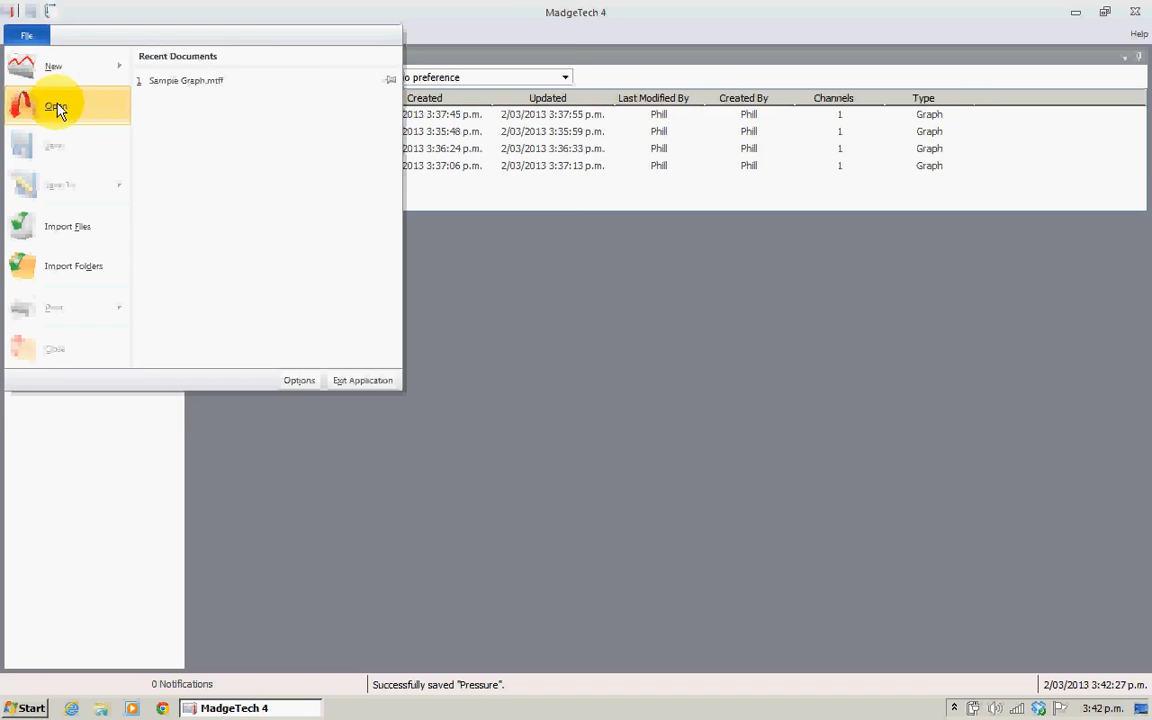 MadgeTech 4
File
Help
New
Open
Save
Import Files
Import Folders
Print
Close
Recent Documents
1 Sample Graph.mtff
Options
Exit Application
o preference
Created Updated Last Modified By Created By Channels Type
2013 3:37:45 p.m. 2/03/2013 3:37:55 p.m. Phill Phill 1 Graph
2013 3:35:48 p.m. 2/03/2013 3:35:59 p.m. Phill Phill 1 Graph
2013 3:36:24 p.m. 2/03/2013 3:36:33 p.m. Phill Phill 1 Graph
2013 3:37:06 p.m. 2/03/2013 3:37:13 p.m. Phill Phill 1 Graph
0 Notifications
Successfully saved "Pressure".
2/03/2013 3:42:27 p.m.
Start
MadgeTech 4
3:42 p.m.